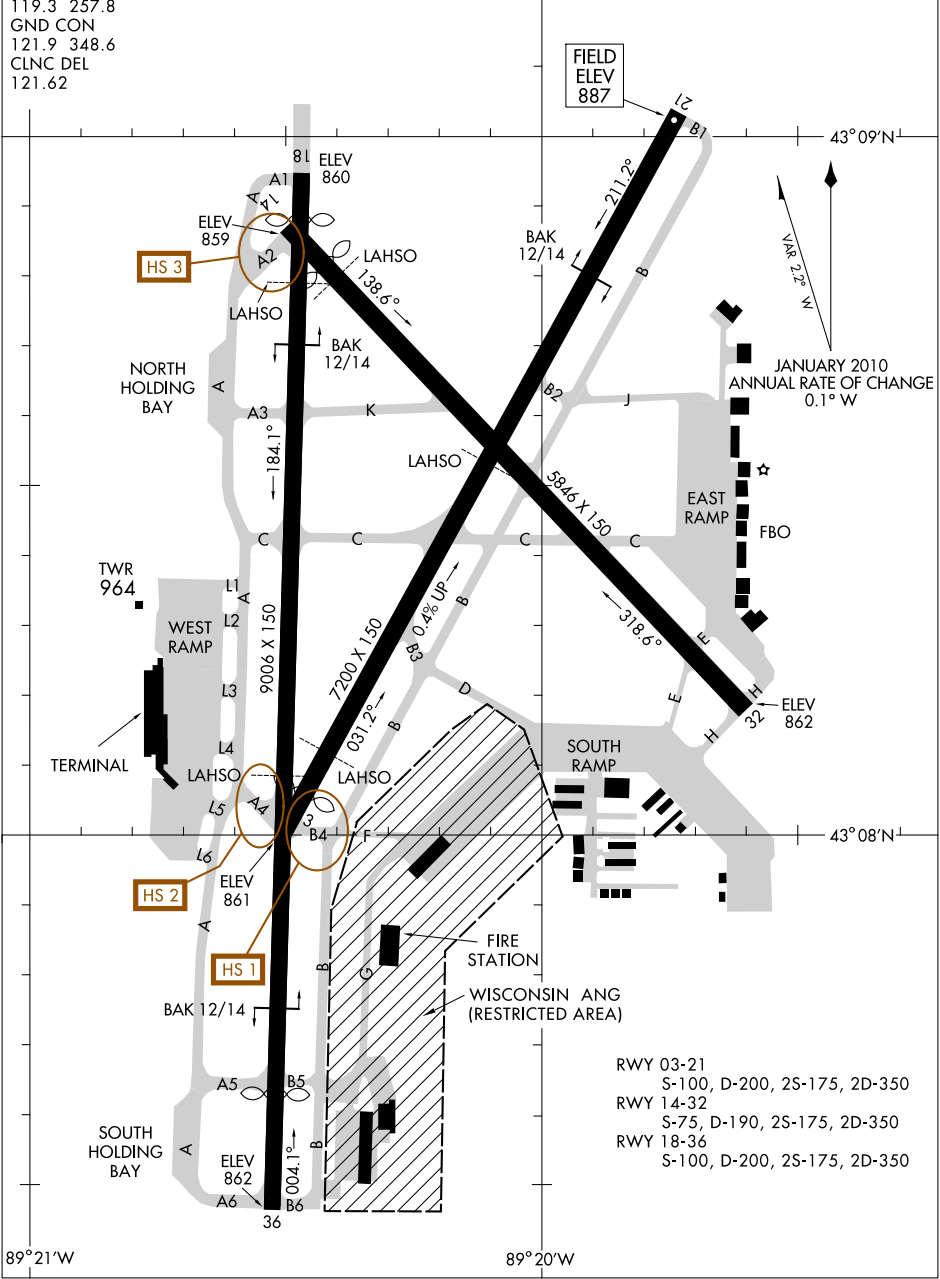 119.3 257.8
GND CON
121.9 348.6
CLNC DEL
121.62
FIELD
ELEV
887
21
B1
43°09'N
18
ELEV
860
A1
A
14
ELEV
859
A2
HS 3
LAHSO
LAHSO
138.6°
211.2°
BAK
12/14
B
VAR 2.2° W
JANUARY 2010
ANNUAL RATE OF CHANGE
0.1° W
BAK
12/14
NORTH
HOLDING
BAY
A
A3
K
B2
J
184.1°
LAHSO
5846 X 150
EAST
RAMP
FBO
C
C
C
C
TWR
964
L1
A
L2
WEST
RAMP
9006 X 150
7200 X 150
0.4% UP
B
B3
318.6°
E
L3
D
E
H
ELEV
862
32
H
031.2°
B
L4
TERMINAL
LAHSO
LAHSO
SOUTH
RAMP
L5
A4
3
B4
F
43°08'N
L6
HS 2
ELEV
861
A
HS 1
B
G
FIRE
STATION
WISCONSIN ANG
(RESTRICTED AREA)
BAK 12/14
A5
B5
RWY 03-21
S-100, D-200, 2S-175, 2D-350
RWY 14-32
S-75, D-190, 2S-175, 2D-350
RWY 18-36
S-100, D-200, 2S-175, 2D-350
SOUTH
HOLDING
BAY
A
B
004.1°
ELEV
862
A6
B6
36
89°21'W
89°20'W